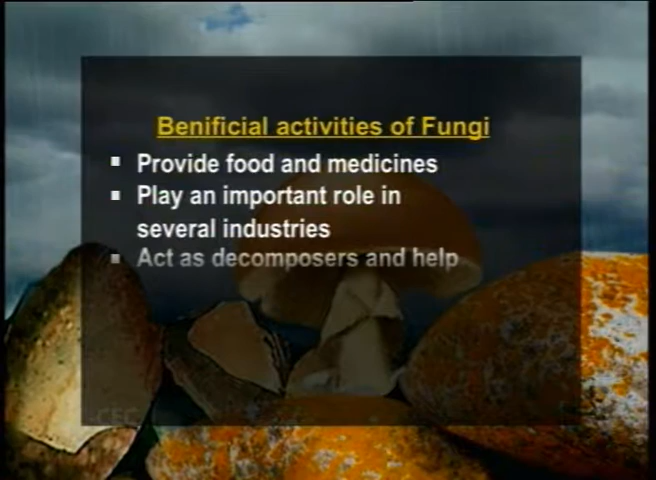 Benificial activities of Fungi
▪ Provide food and medicines
▪ Play an important role in
several industries
▪ Act as decomposers and help
CEC